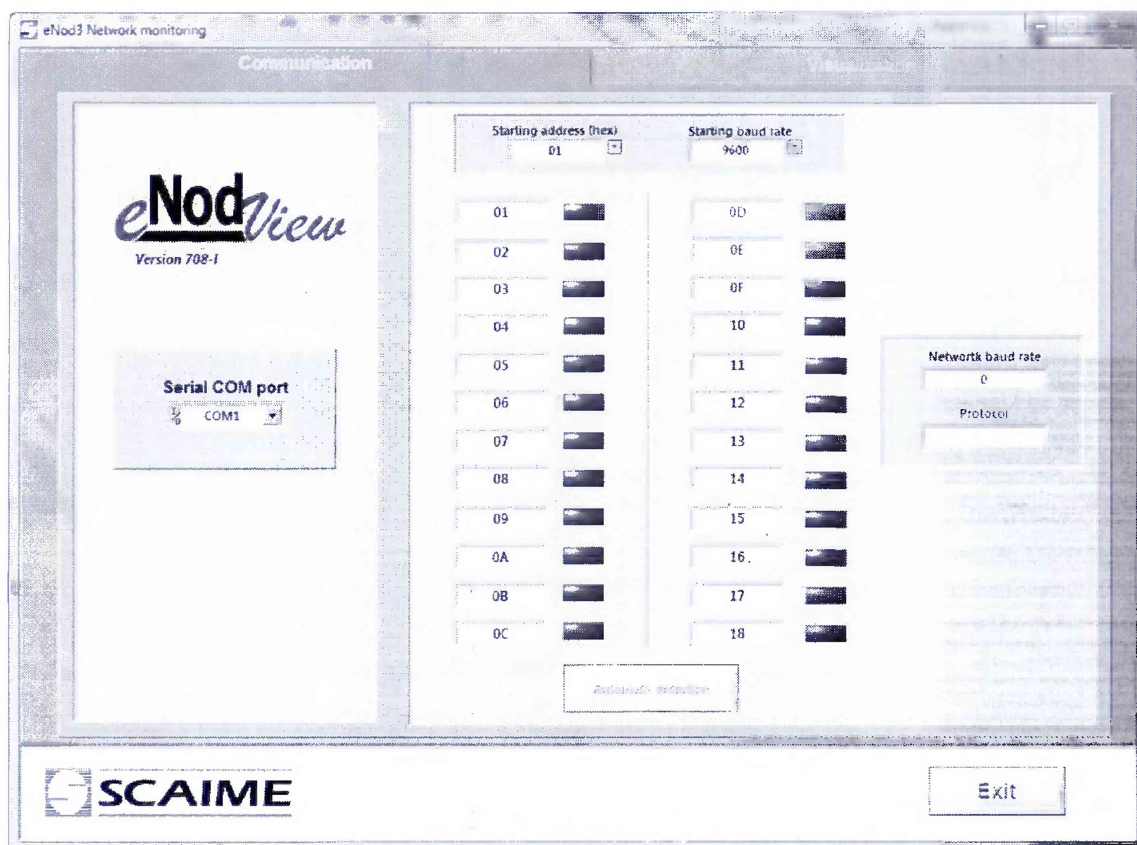 eNod3 Network monitoring
Communication
eNodView
Version 708-I
Serial COM port
COM1
Starting address (hex)
01
Starting baud rate
9600
01
02
03
04
05
06
07
08
09
0A
0B
0C
0D
0E
0F
10
11
12
13
14
15
16
17
18
Networtk baud rate
0
Protocol
Automatic detection
SCAIME
Exit